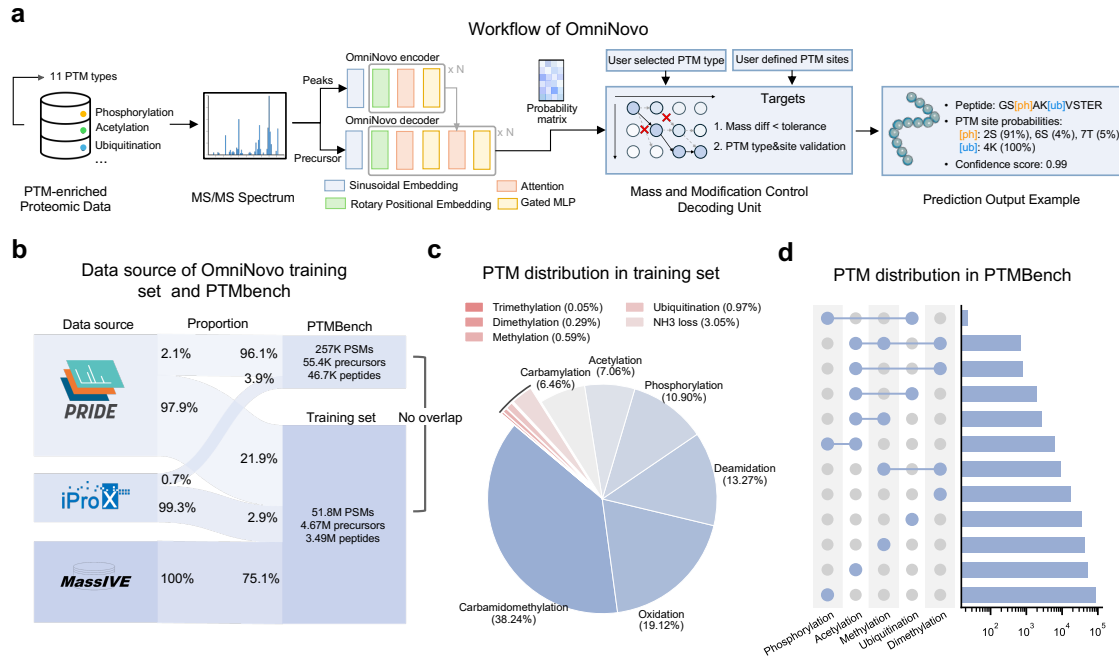 a
Workflow of OmniNovo
11 PTM types
Phosphorylation
Acetylation
Ubiquitination
...
PTM-enriched
Proteomic Data
MS/MS Spectrum
Peaks
Precursor
OmniNovo encoder
x N
OmniNovo decoder
x N
Sinusoidal Embedding
Rotary Positional Embedding
Attention
Gated MLP
Probability
matrix
User selected PTM type
User defined PTM sites
Targets
1. Mass diff < tolerance
2. PTM type&site validation
Mass and Modification Control
Decoding Unit
• Peptide: GS[ph]AK[ub]VSTER
• PTM site probabilities:
[ph]: 2S (91%), 6S (4%), 7T (5%)
[ub]: 4K (100%)
• Confidence score: 0.99
Prediction Output Example
b
Data source of OmniNovo training
set and PTMbench
Data source
Proportion
PTMBench
PRIDE
2.1%
96.1%
3.9%
97.9%
257K PSMs
55.4K precursors
46.7K peptides
Training set
No overlap
21.9%
iProX
0.7%
99.3%
2.9%
51.8M PSMs
4.67M precursors
3.49M peptides
MassIVE
100%
75.1%
c
PTM distribution in training set
Trimethylation (0.05%)
Dimethylation (0.29%)
Methylation (0.59%)
Ubiquitination (0.97%)
NH3 loss (3.05%)
Carbamylation
(6.46%)
Acetylation
(7.06%)
Phosphorylation
(10.90%)
Deamidation
(13.27%)
Oxidation
(19.12%)
Carbamidomethylation
(38.24%)
d
PTM distribution in PTMBench
Phosphorylation
Acetylation
Methylation
Ubiquitination
Dimethylation
10² 10³ 10⁴ 10⁵